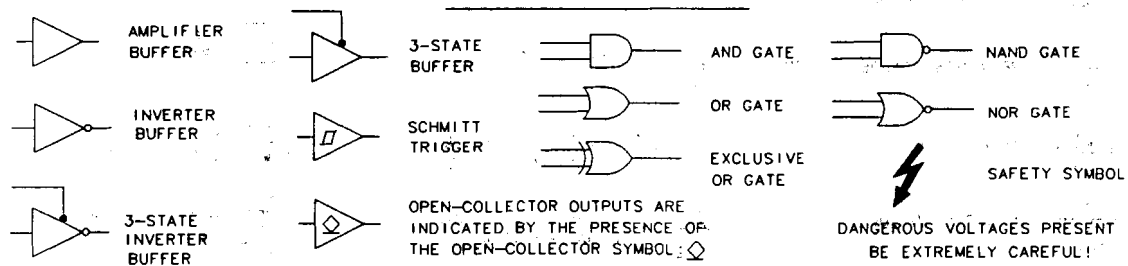 AMPLIFIER
BUFFER
INVERTER
BUFFER
3-STATE
INVERTER
BUFFER
3-STATE
BUFFER
SCHMITT
TRIGGER
OPEN-COLLECTOR OUTPUTS ARE
INDICATED BY THE PRESENCE OF
THE OPEN-COLLECTOR SYMBOL:
AND GATE
OR GATE
EXCLUSIVE
OR GATE
NAND GATE
NOR GATE
SAFETY SYMBOL
DANGEROUS VOLTAGES PRESENT
BE EXTREMELY CAREFUL!